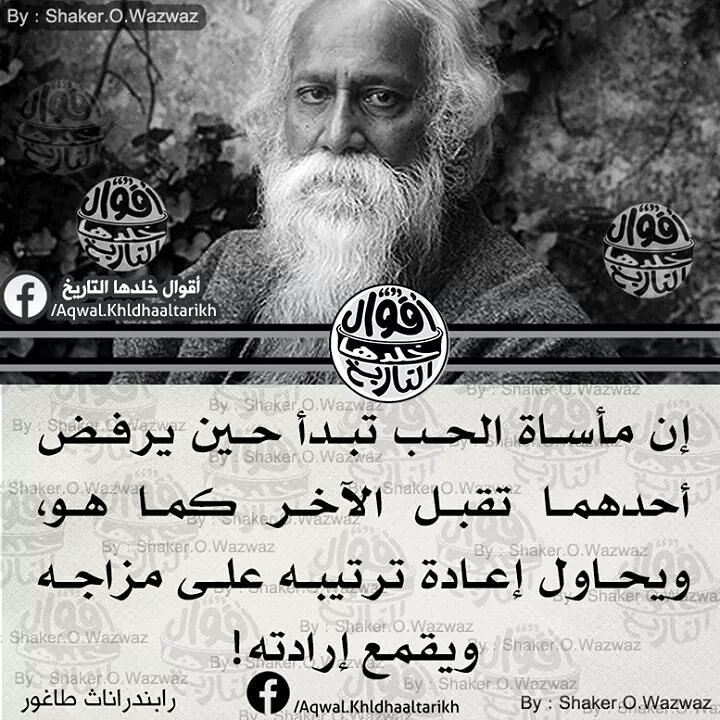 By : Shaker.O.Wazwaz
أقوال خلدها التاريخ
أقوال خلدها التاريخ
أقوال خلدها التاريخ
/Aqwal.Khldhaaltarikh
أقوال خلدها التاريخ
إن مأساة الحب تبدأ حين يرفض
أحدهما تقبل الآخر كما هو،
ويحاول إعادة ترتيبه على مزاجه
ويقمع إرادته!
رابندراناث طاغور
/Aqwal.Khldhaaltarikh
By : Shaker.O.Wazwaz